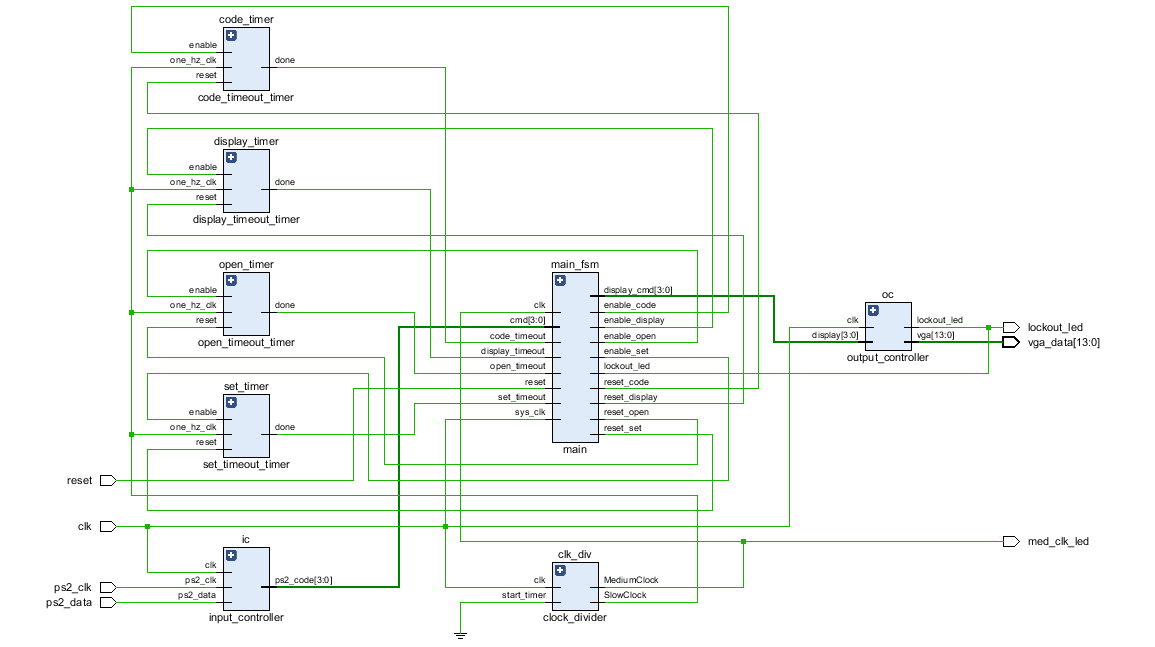 code_timer
enable
one_hz_clk
reset
done
code_timeout_timer
display_timer
enable
one_hz_clk
reset
done
display_timeout_timer
open_timer
enable
one_hz_clk
reset
done
open_timeout_timer
set_timer
enable
one_hz_clk
reset
done
set_timeout_timer
main_fsm
clk
cmd[3:0]
code_timeout
display_timeout
open_timeout
reset
set_timeout
sys_clk
display_cmd[3:0]
enable_code
enable_display
enable_open
enable_set
lockout_led
reset_code
reset_display
reset_open
reset_set
main
oc
clk
display[3:0]
lockout_led
vga[13:0]
output_controller
lockout_led
vga_data[13:0]
reset
clk
ps2_clk
ps2_data
ic
clk
ps2_clk
ps2_data
ps2_code[3:0]
input_controller
clk_div
clk
start_timer
MediumClock
SlowClock
clock_divider
med_clk_led